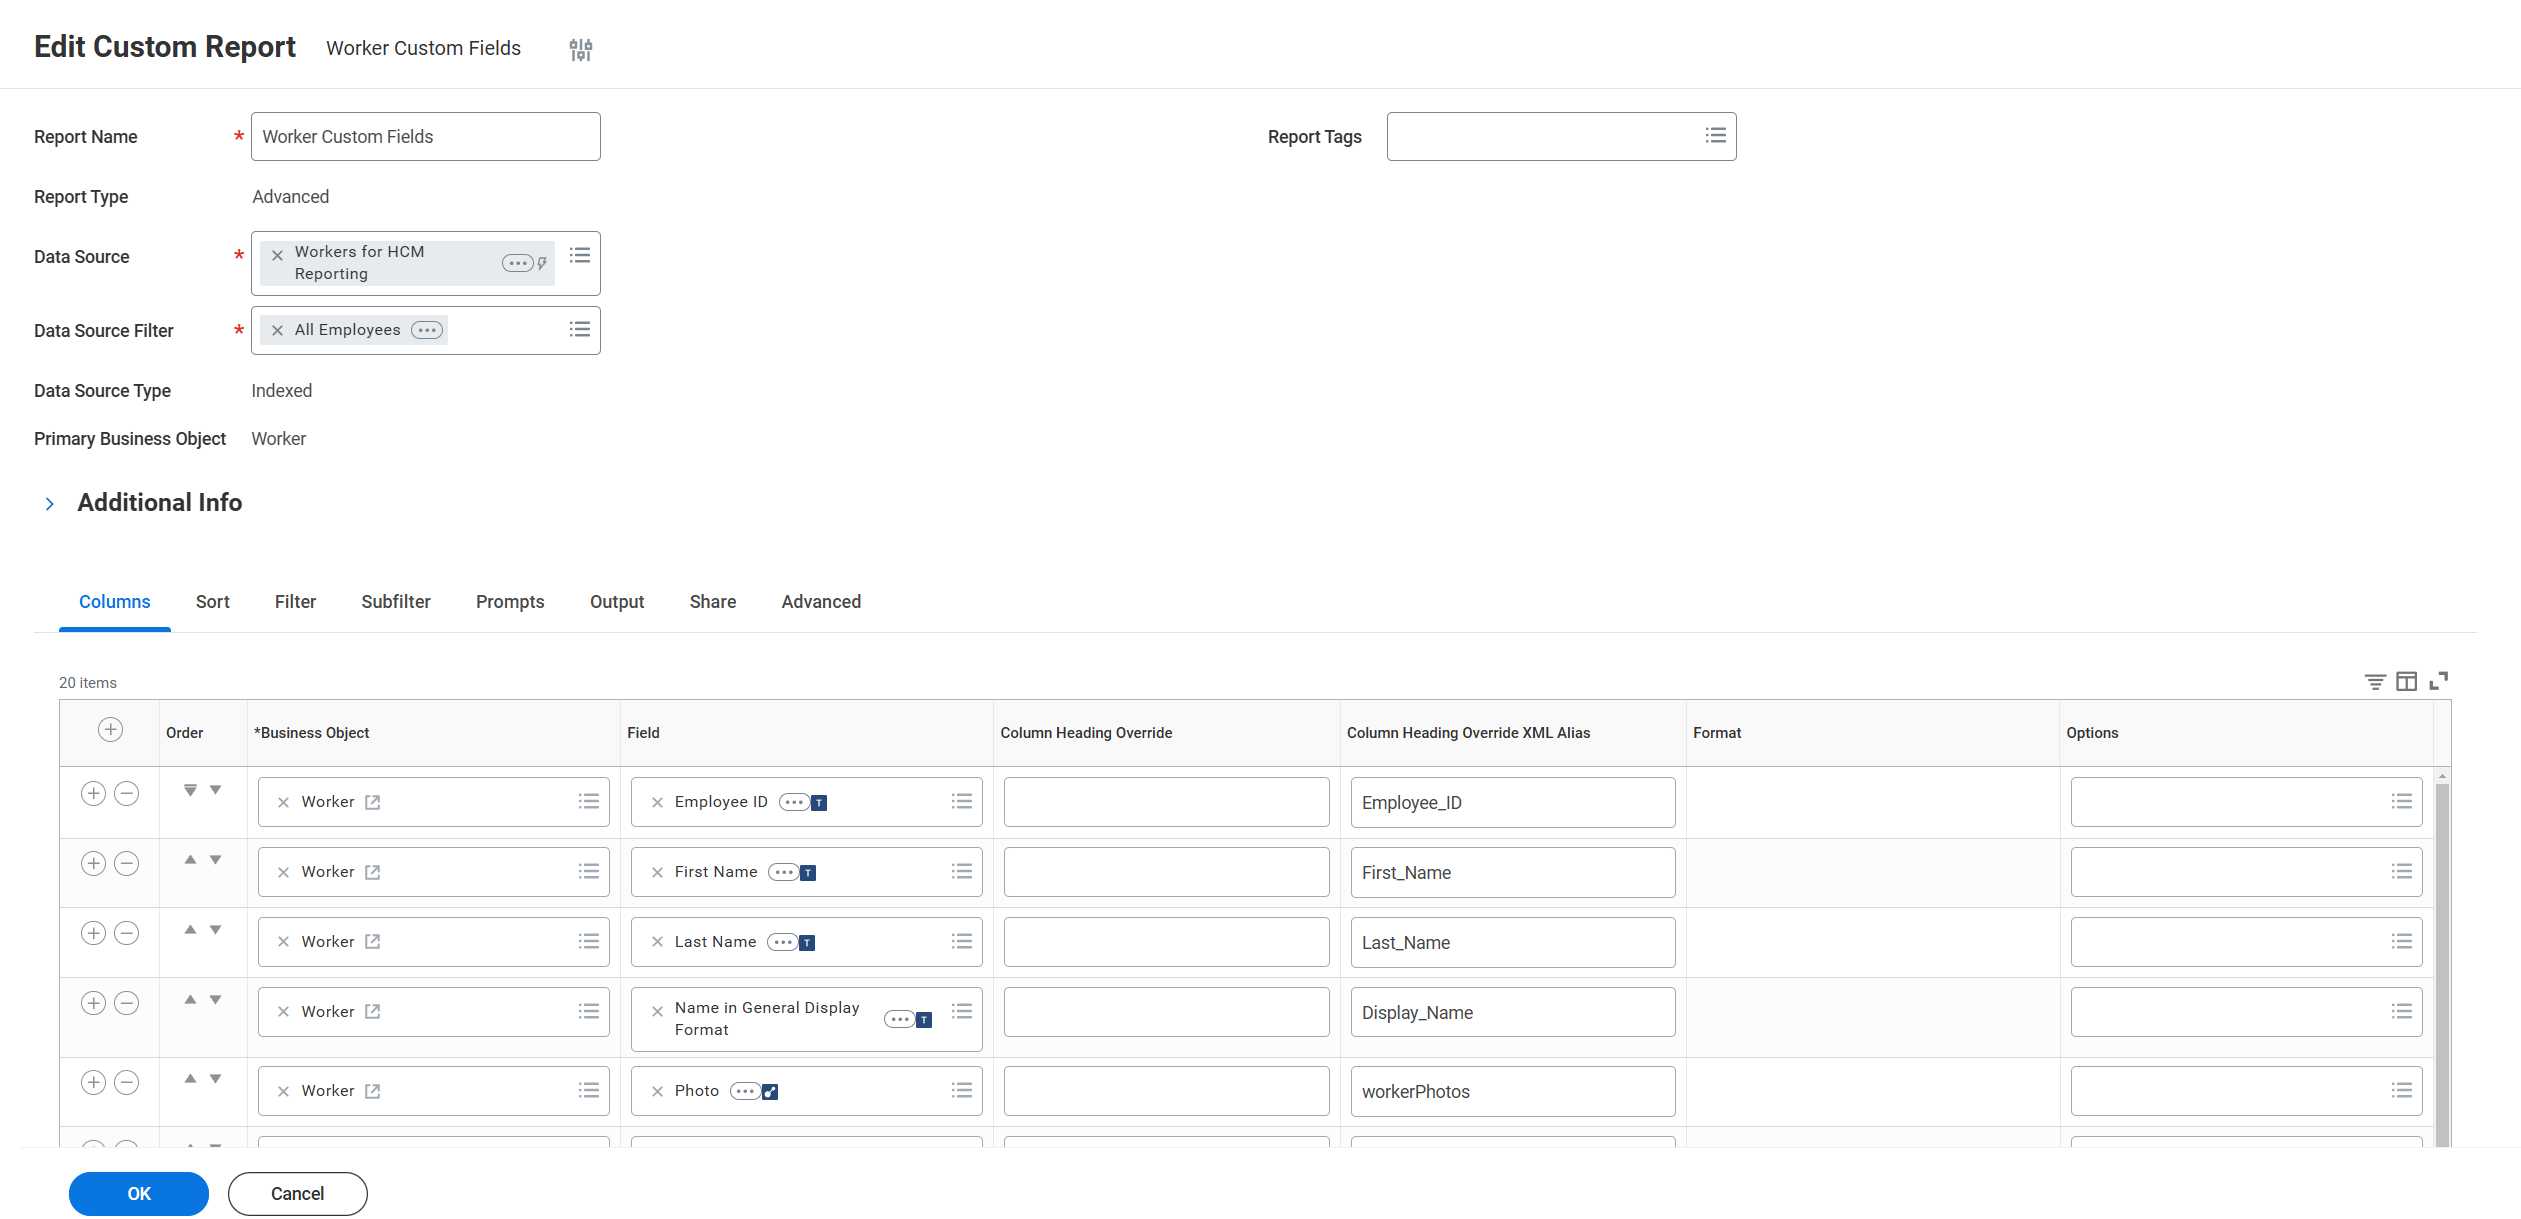 Edit Custom Report Worker Custom Fields
Report Name * Worker Custom Fields Report Tags
Report Type Advanced
Data Source * Workers for HCM
Reporting
Data Source Filter * All Employees
Data Source Type Indexed
Primary Business Object Worker
Additional Info
Columns Sort Filter Subfilter Prompts Output Share Advanced
20 items
Order *Business Object Field Column Heading Override Column Heading Override XML Alias Format Options
Worker Employee ID T Employee_ID
Worker First Name T First_Name
Worker Last Name T Last_Name
Worker Name in General Display
Format T Display_Name
Worker Photo workerPhotos
OK Cancel